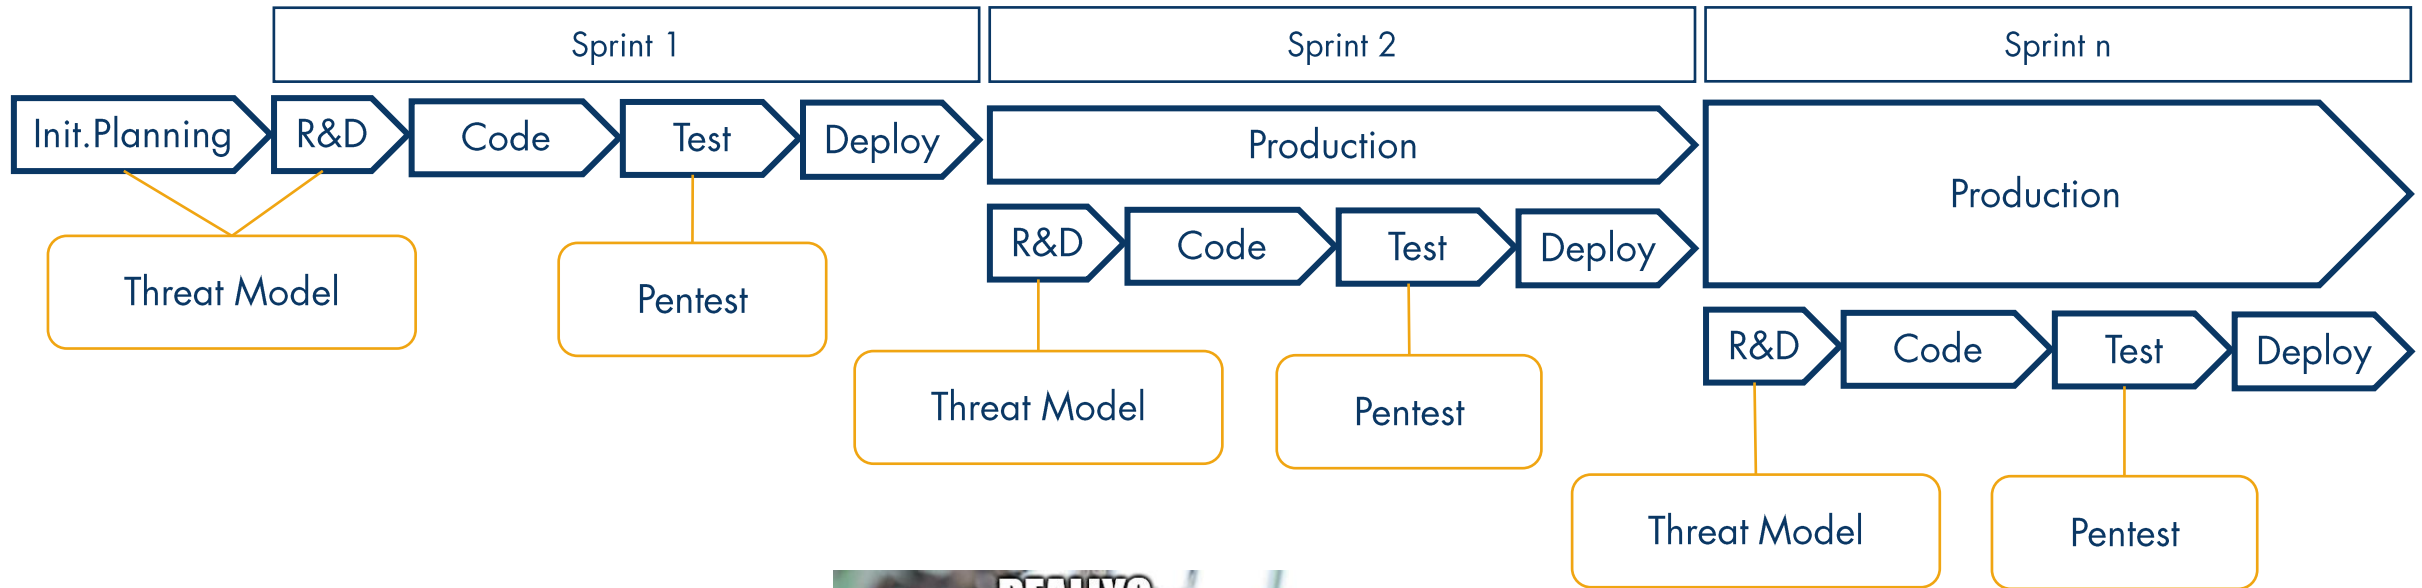 Sprint 1
Sprint 2
Sprint n
Init.Planning
R&D
Code
Test
Deploy
Production
Production
R&D
Code
Test
Deploy
Threat Model
Pentest
R&D
Code
Test
Deploy
Threat Model
Pentest
Threat Model
Pentest